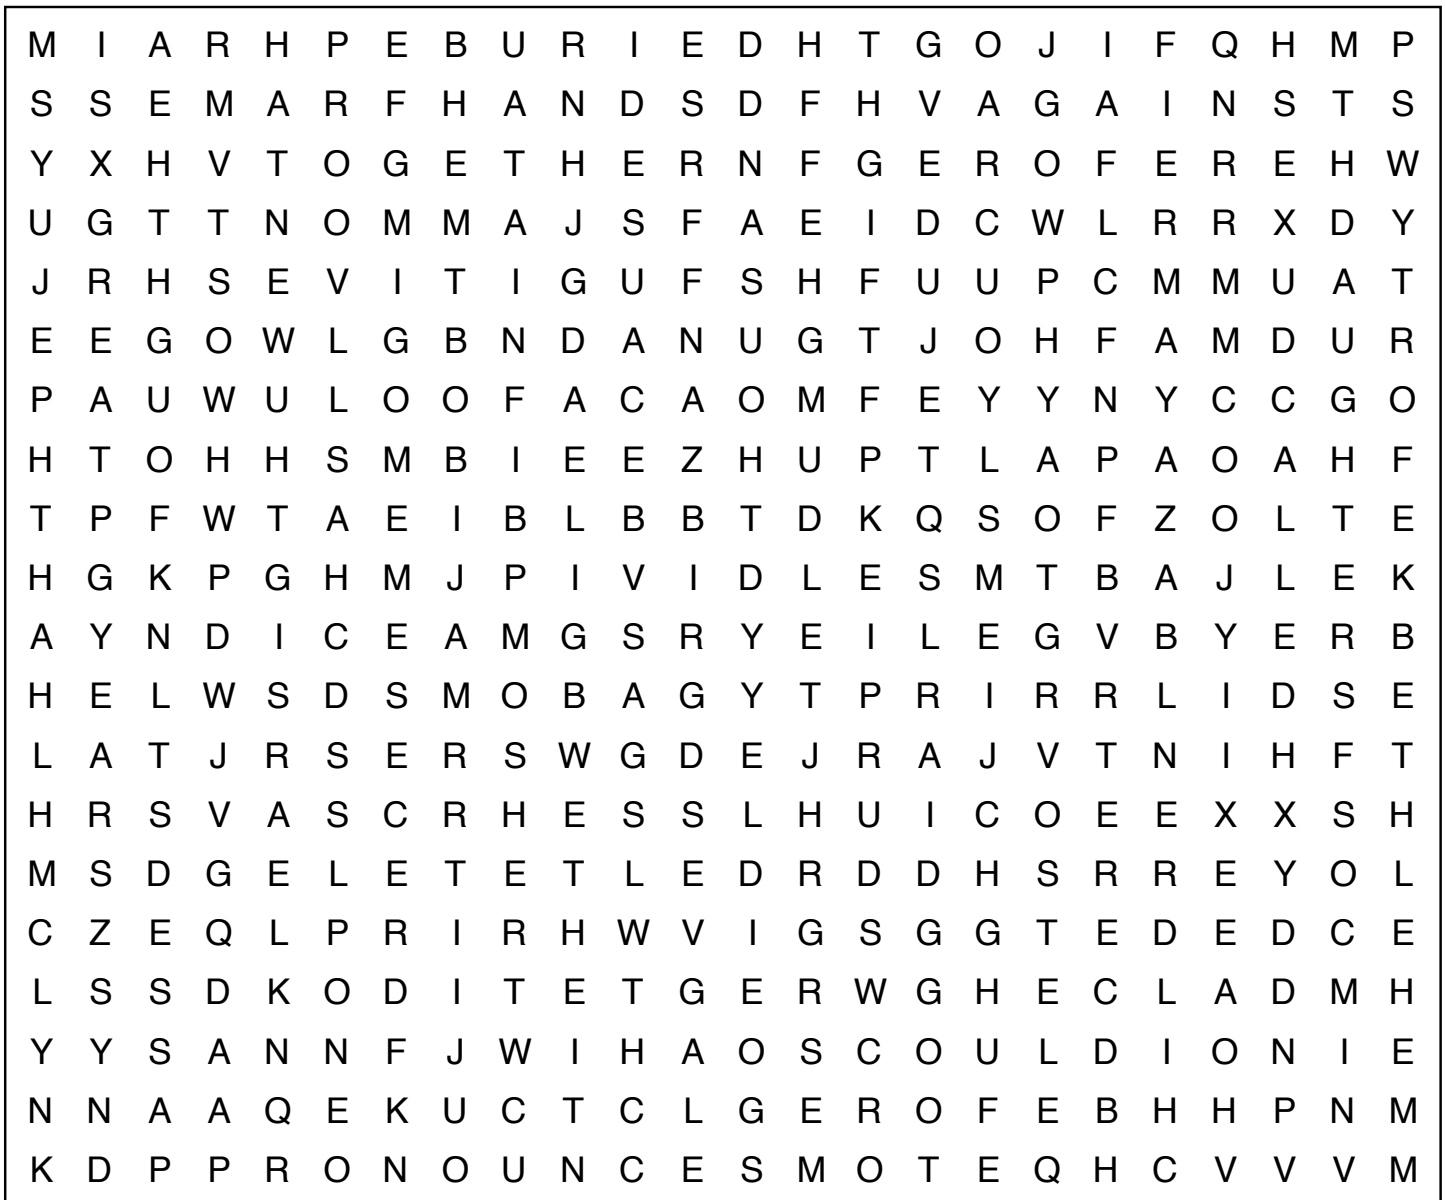 M I A R H P E B U R I E D H T G O J I F Q H M P
S S E M A R F H A N D S D F H V A G A I N S T S
Y X H V T O G E T H E R N F G E R O F E R E H W
U G T T N O M M A J S F A E I D C W L R R X D Y
J R H S E V I T I G U F S H F U U P C M M U A T
E E G O W L G B N D A N U G T J O H F A M D U R
P A U W U L O O F A C A O M F E Y Y N Y C C G O
H T O H H S M B I E E Z H U P T L A P A O A H F
T P F W T A E I B L B B T D K Q S O F Z O L T E
H G K P G H M J P I V I D L E S M T B A J L E K
A Y N D I C E A M G S R Y E I L E G V B Y E R B
H E L W S D S M O B A G Y T P R I R R L I D S E
L A T J R S E R S W G D E J R A J V T N I H F T
H R S V A S C R H E S S L H U I C O E E X X S H
M S D G E L E T E T L E D R D D H S R R E Y O L
C Z E Q L P R I R H W V I G S G G T E D E D C E
L S S D K O D I T E T G E R W G H E C L A D M H
Y Y S A N N F J W I H A O S C O U L D I O N I E
N N A A Q E K U C T C L G E R O F E B H H P N M
K D P P R O N O U N C E S M O T E Q H C V V V M